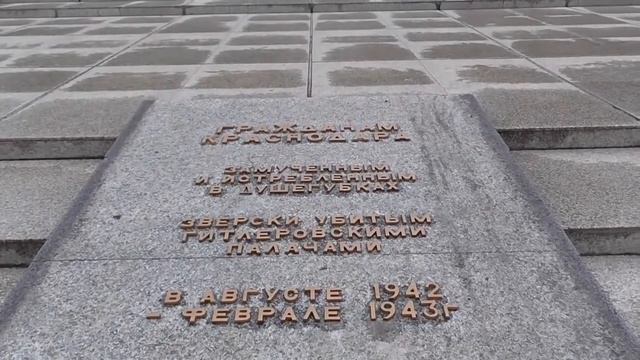 ГРАЖДАНАМ
КРАСНОДАРА
ЗАМУЧЕННЫМ
И ИСТРЕБЛЕННЫМ
В ДУШЕГУБКАХ
ЗВЕРСКИ УБИТЫМ
ГИТЛЕРОВСКИМИ
ПАЛАЧАМИ
В АВГУСТЕ 1942
- ФЕВРАЛЕ 1943г